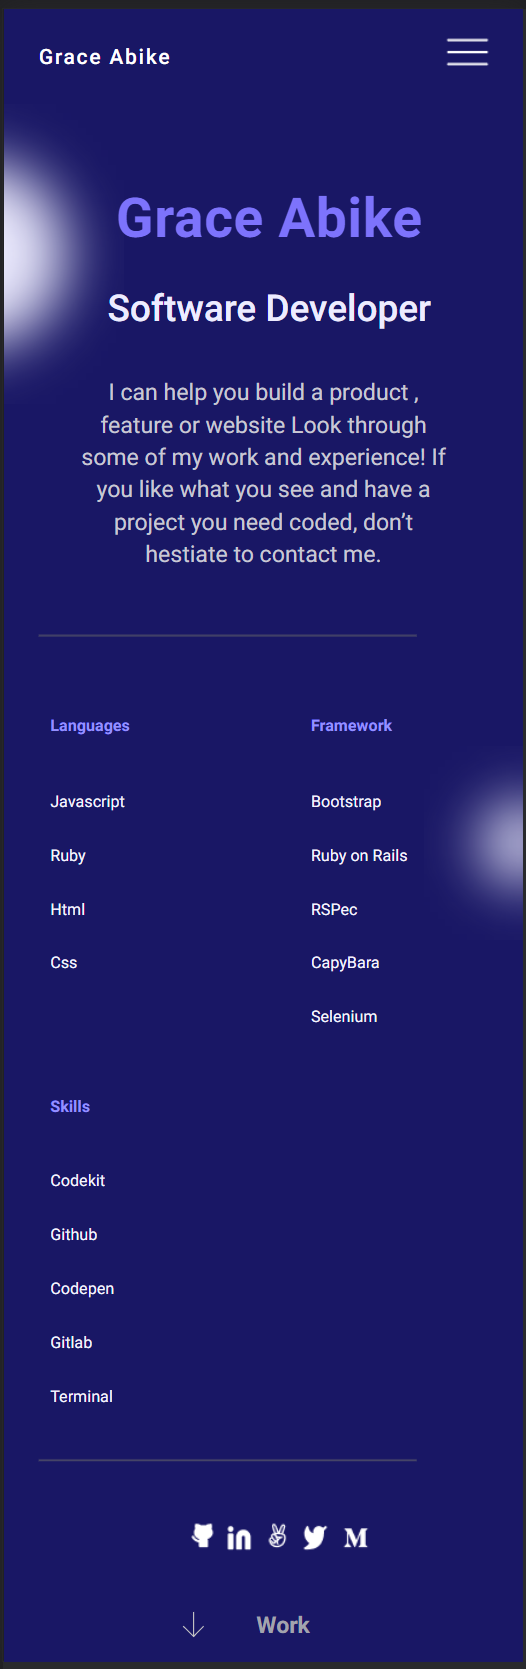 Grace Abike
Grace Abike
Software Developer
I can help you build a product ,
feature or website Look through
some of my work and experience! If
you like what you see and have a
project you need coded, don’t
hestiate to contact me.
Languages
Javascript
Ruby
Html
Css
Framework
Bootstrap
Ruby on Rails
RSPec
CapyBara
Selenium
Skills
Codekit
Github
Codepen
Gitlab
Terminal
in
M
Work